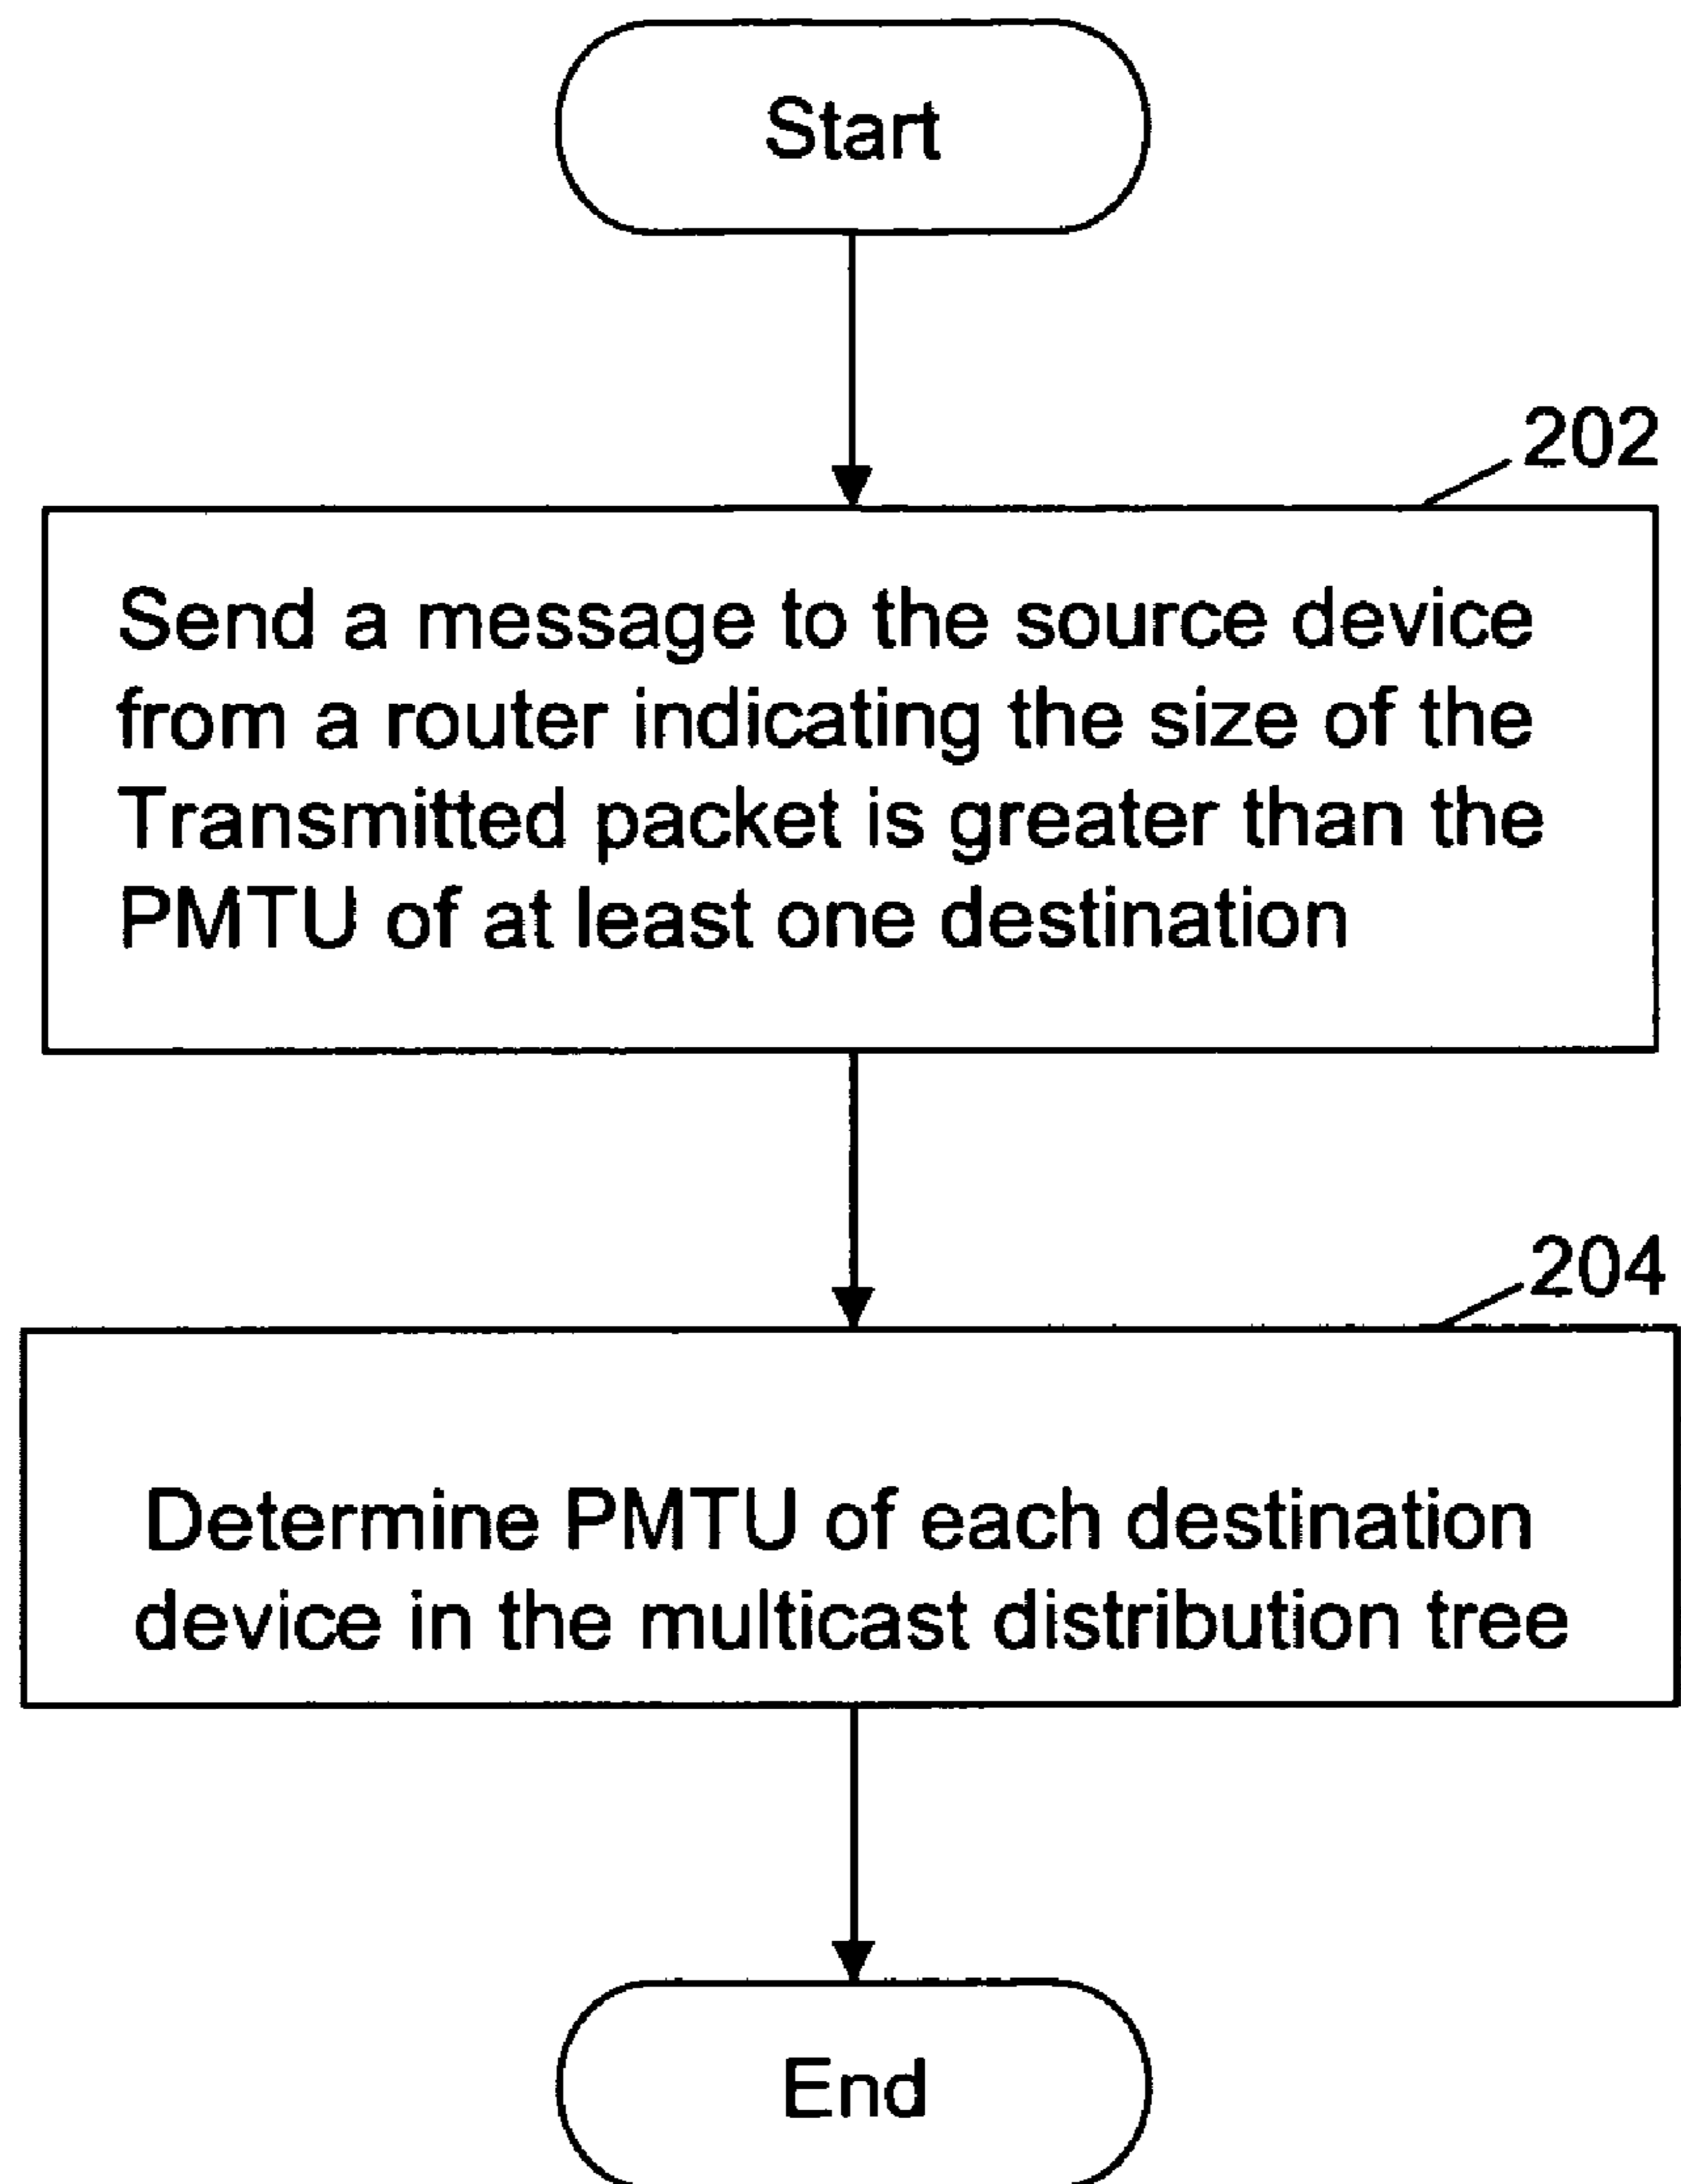 Start
202
Send a message to the source device
from a router indicating the size of the
Transmitted packet is greater than the
PMTU of at least one destination
204
Determine PMTU of each destination
device in the multicast distribution tree
End